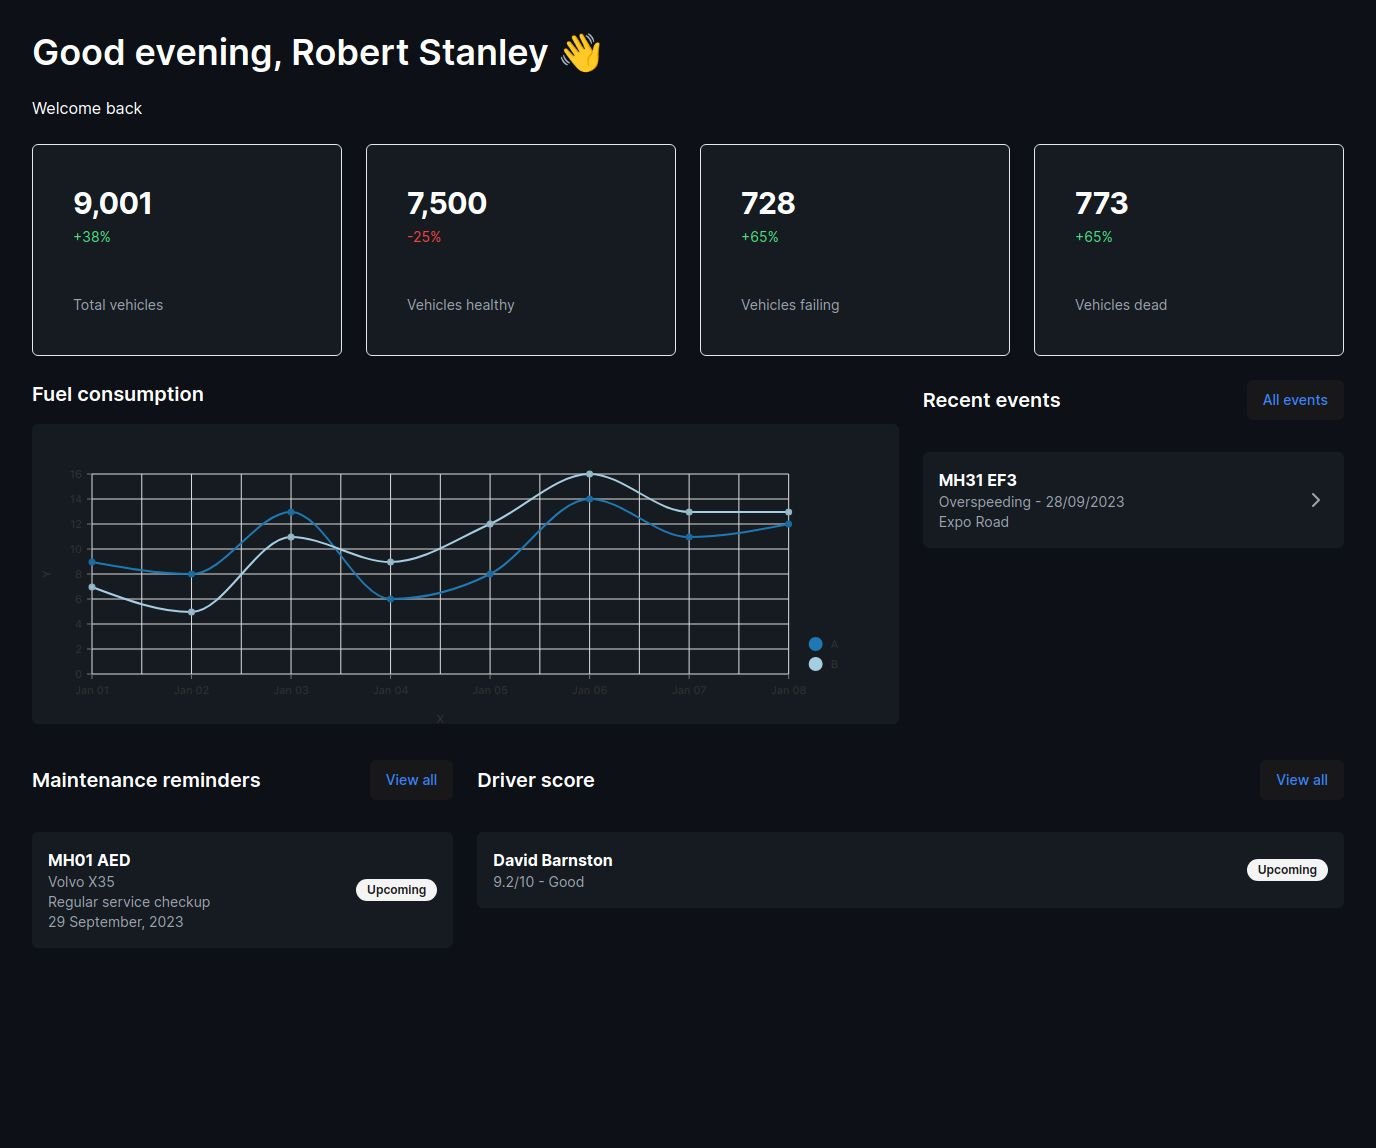 Good evening, Robert Stanley 👋
Welcome back
9,001
+38%
Total vehicles
7,500
-25%
Vehicles healthy
728
+65%
Vehicles failing
773
+65%
Vehicles dead
Fuel consumption
16
14
12
10
8
6
4
2
0
Y
Jan 01 Jan 02 Jan 03 Jan 04 Jan 05 Jan 06 Jan 07 Jan 08
X
A
B
Recent events
All events
MH31 EF3
Overspeeding - 28/09/2023
Expo Road
Maintenance reminders
View all
MH01 AED
Volvo X35
Regular service checkup
29 September, 2023
Upcoming
Driver score
View all
David Barnston
9.2/10 - Good
Upcoming